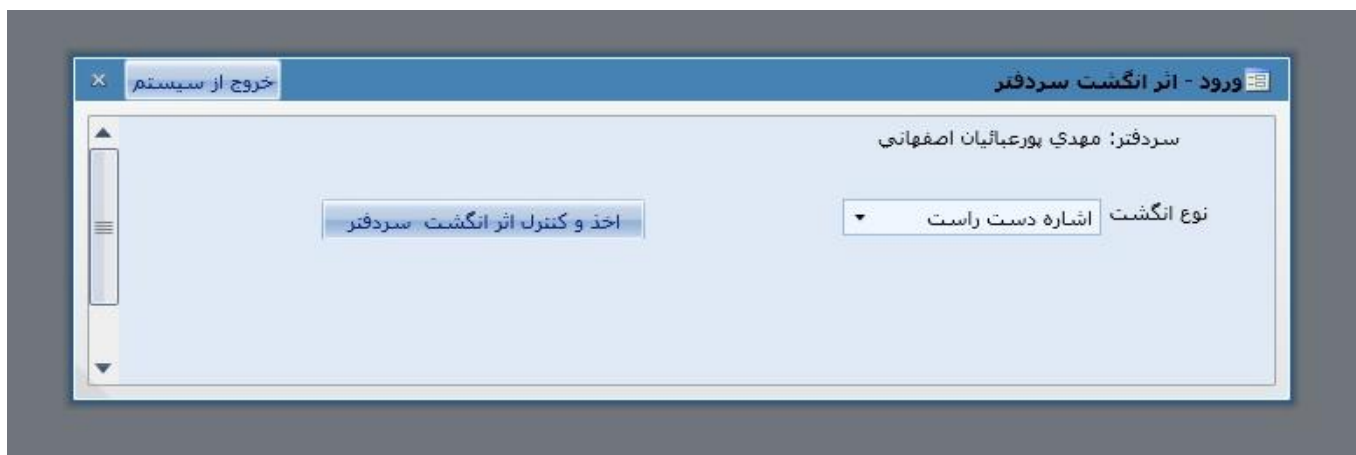 ورود - اثر انگشت سردفتر
خروج از سیستم
سردفتر: مهدي پورعبائیان اصفهاني
نوع انگشت اشاره دست راست
اخذ و کنترل اثر انگشت سردفتر